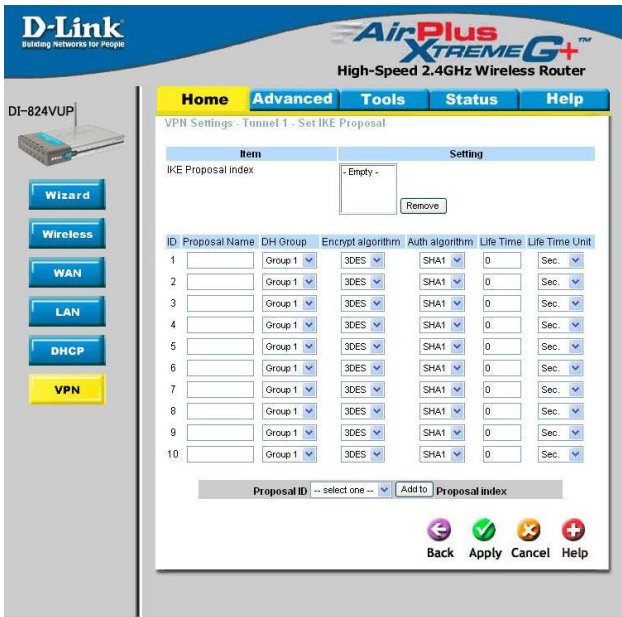 D-Link
Building Networks for People
AirPlus
XTREME G+™
High-Speed 2.4GHz Wireless Router
DI-824VUP
Home Advanced Tools Status Help
VPN Settings - Tunnel 1 - Set IKE Proposal
Item Setting
IKE Proposal index - Empty -
Remove
Wizard
Wireless
WAN
LAN
DHCP
VPN
ID Proposal Name DH Group Encrypt algorithm Auth algorithm Life Time Life Time Unit
1 Group 1 3DES SHA1 0 Sec.
2 Group 1 3DES SHA1 0 Sec.
3 Group 1 3DES SHA1 0 Sec.
4 Group 1 3DES SHA1 0 Sec.
5 Group 1 3DES SHA1 0 Sec.
6 Group 1 3DES SHA1 0 Sec.
7 Group 1 3DES SHA1 0 Sec.
8 Group 1 3DES SHA1 0 Sec.
9 Group 1 3DES SHA1 0 Sec.
10 Group 1 3DES SHA1 0 Sec.
Proposal ID -- select one -- Add to Proposal index
Back Apply Cancel Help